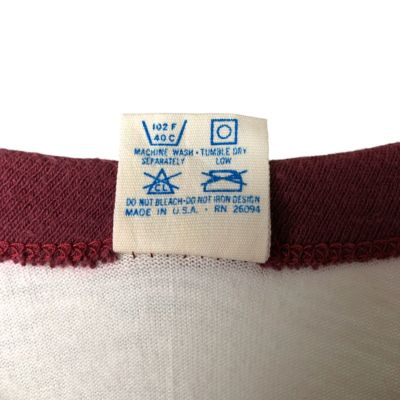 102 F
40 C
MACHINE WASH · TUMBLE DRY
SEPARATELY LOW
CL
DO NOT BLEACH · DO NOT IRON DESIGN
MADE IN U.S.A. · RN 26094